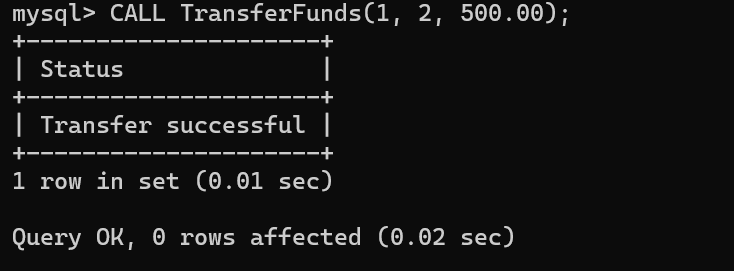 mysql> CALL TransferFunds(1, 2, 500.00);
+---------------------+
| Status              |
+---------------------+
| Transfer successful |
+---------------------+
1 row in set (0.01 sec)

Query OK, 0 rows affected (0.02 sec)